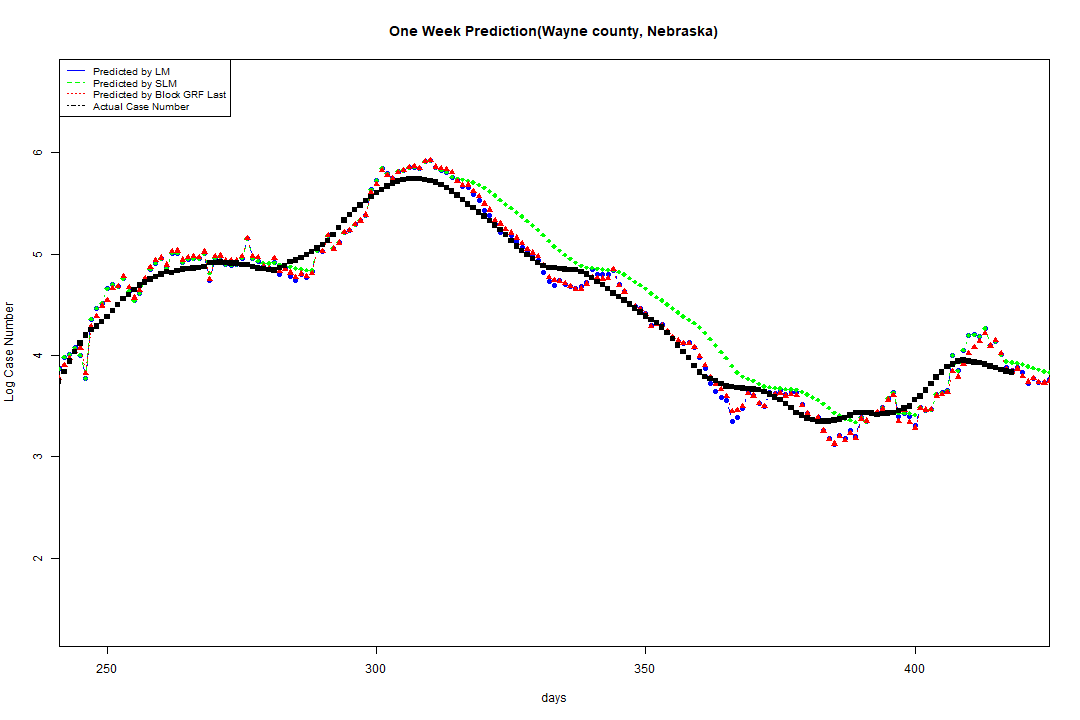 One Week Prediction(Wayne county, Nebraska)
Predicted by LM
Predicted by SLM
Predicted by Block GRF Last
Actual Case Number
Log Case Number
6
5
4
3
2
250
300
350
400
days